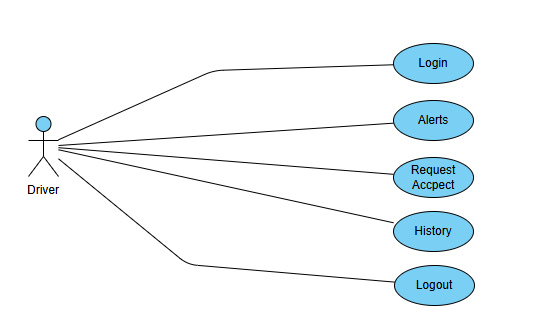 Login
Alerts
Request
Accpect
Driver
History
Logout